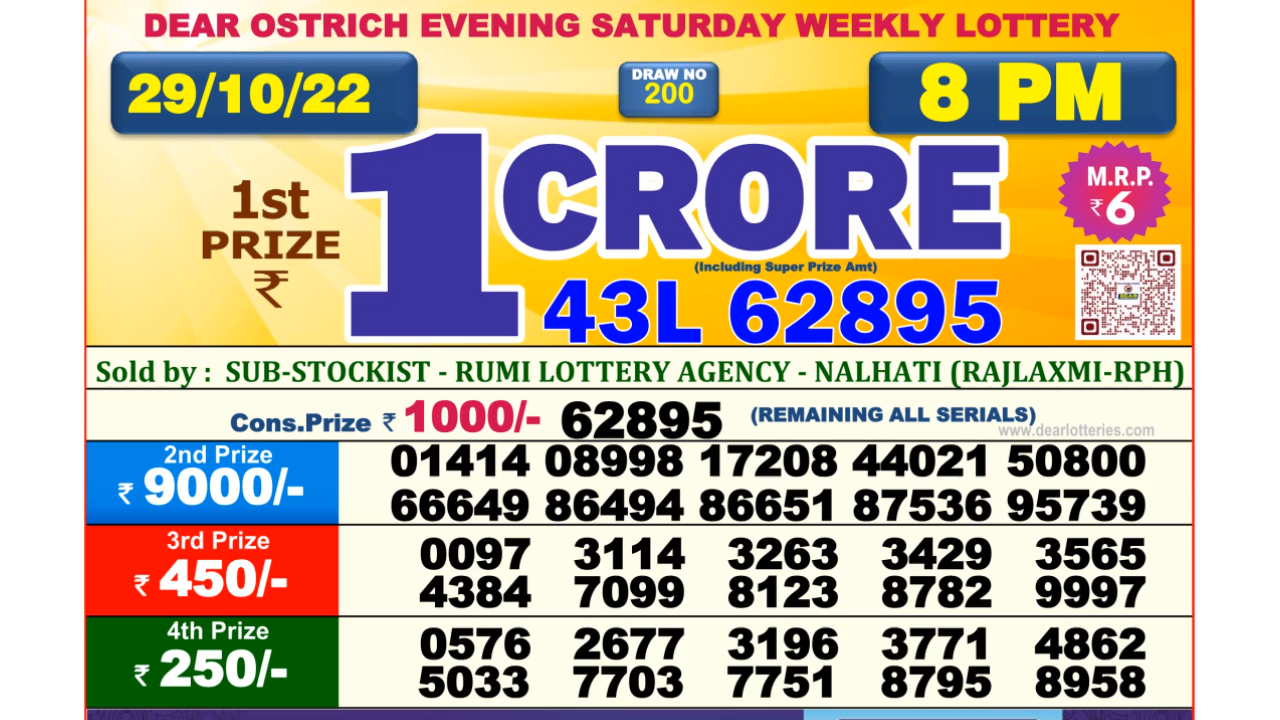 DEAR OSTRICH EVENING SATURDAY WEEKLY LOTTERY
29/10/22
DRAW NO
200
8 PM
1st
PRIZE
₹
1 CRORE
(Including Super Prize Amt)
43L 62895
M.R.P.
₹ 6
Sold by : SUB-STOCKIST - RUMI LOTTERY AGENCY - NALHATI (RAJLAXMI-RPH)
Cons.Prize ₹ 1000/- 62895 (REMAINING ALL SERIALS)
www.dearlotteries.com
2nd Prize
₹ 9000/-
01414 08998 17208 44021 50800
66649 86494 86651 87536 95739
3rd Prize
₹ 450/-
0097 3114 3263 3429 3565
4384 7099 8123 8782 9997
4th Prize
₹ 250/-
0576 2677 3196 3771 4862
5033 7703 7751 8795 8958